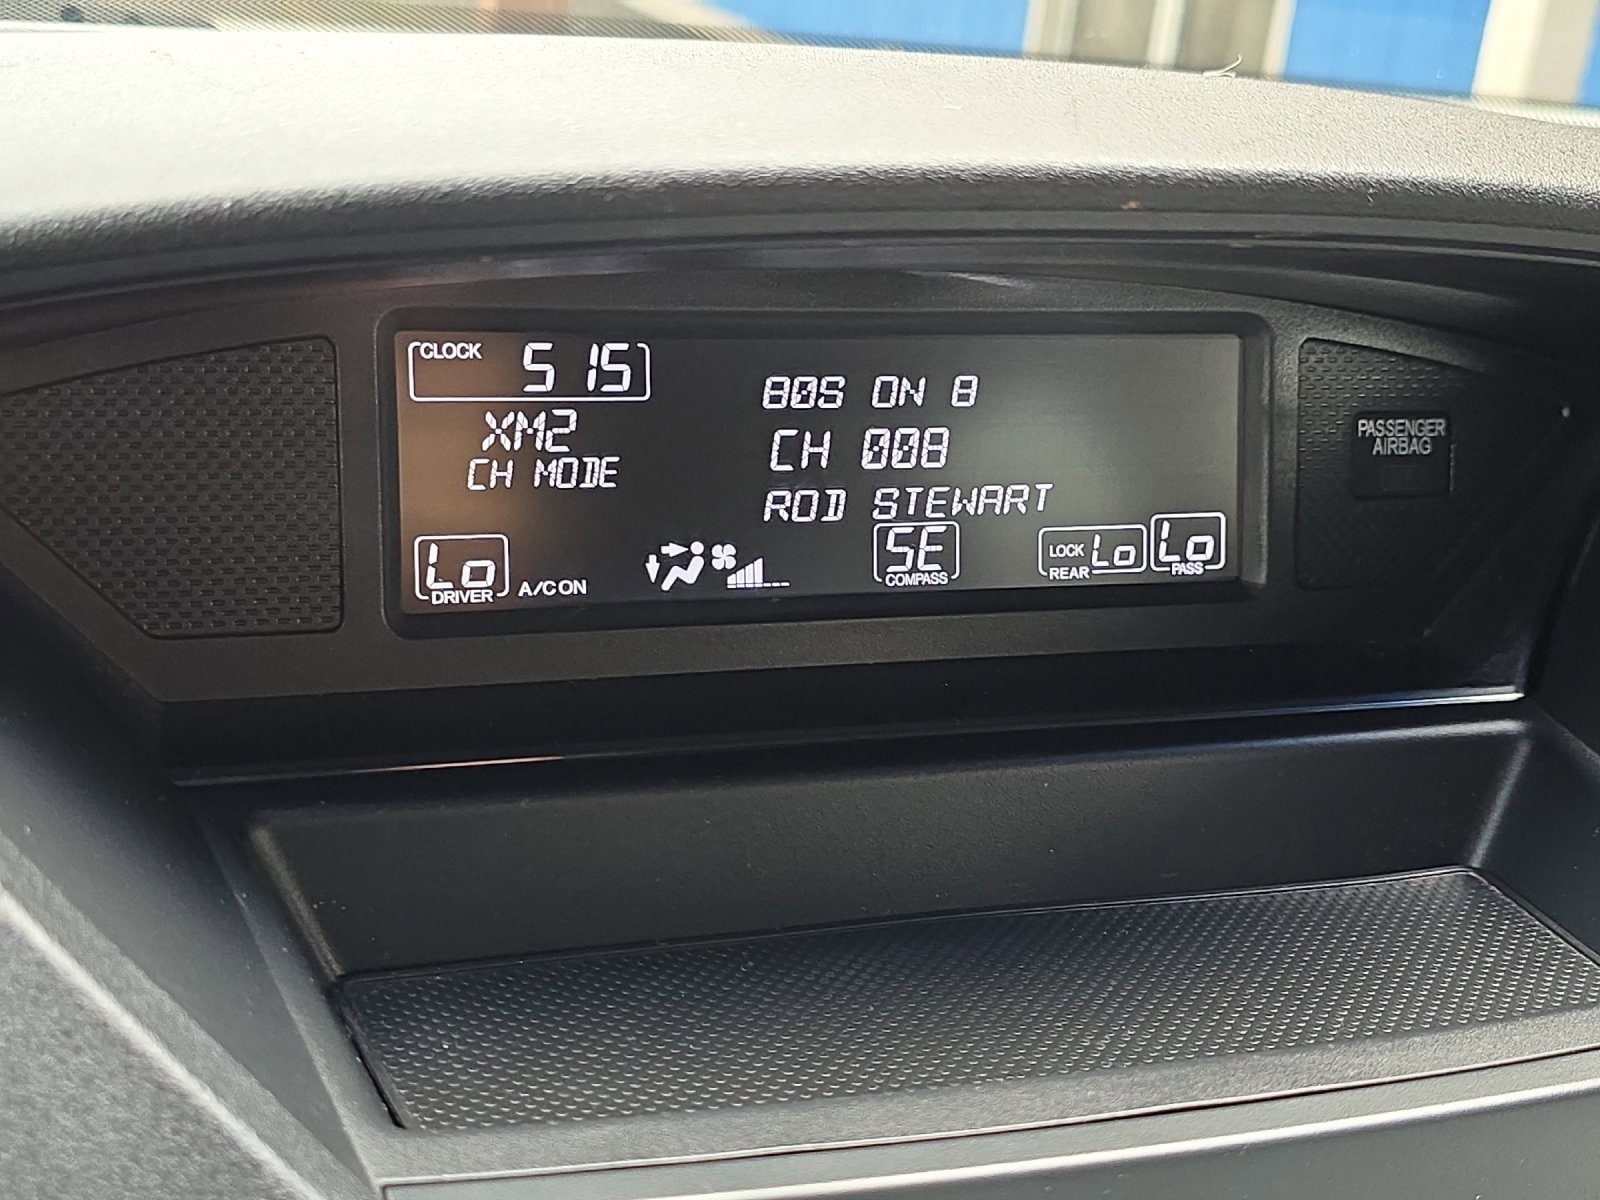 CLOCK 5 15
XM2
CH MODE
80S ON 8
CH 008
ROD STEWART
Lo
DRIVER
A/C ON
SE
COMPASS
LOCK Lo
REAR
Lo
PASS
PASSENGER
AIRBAG